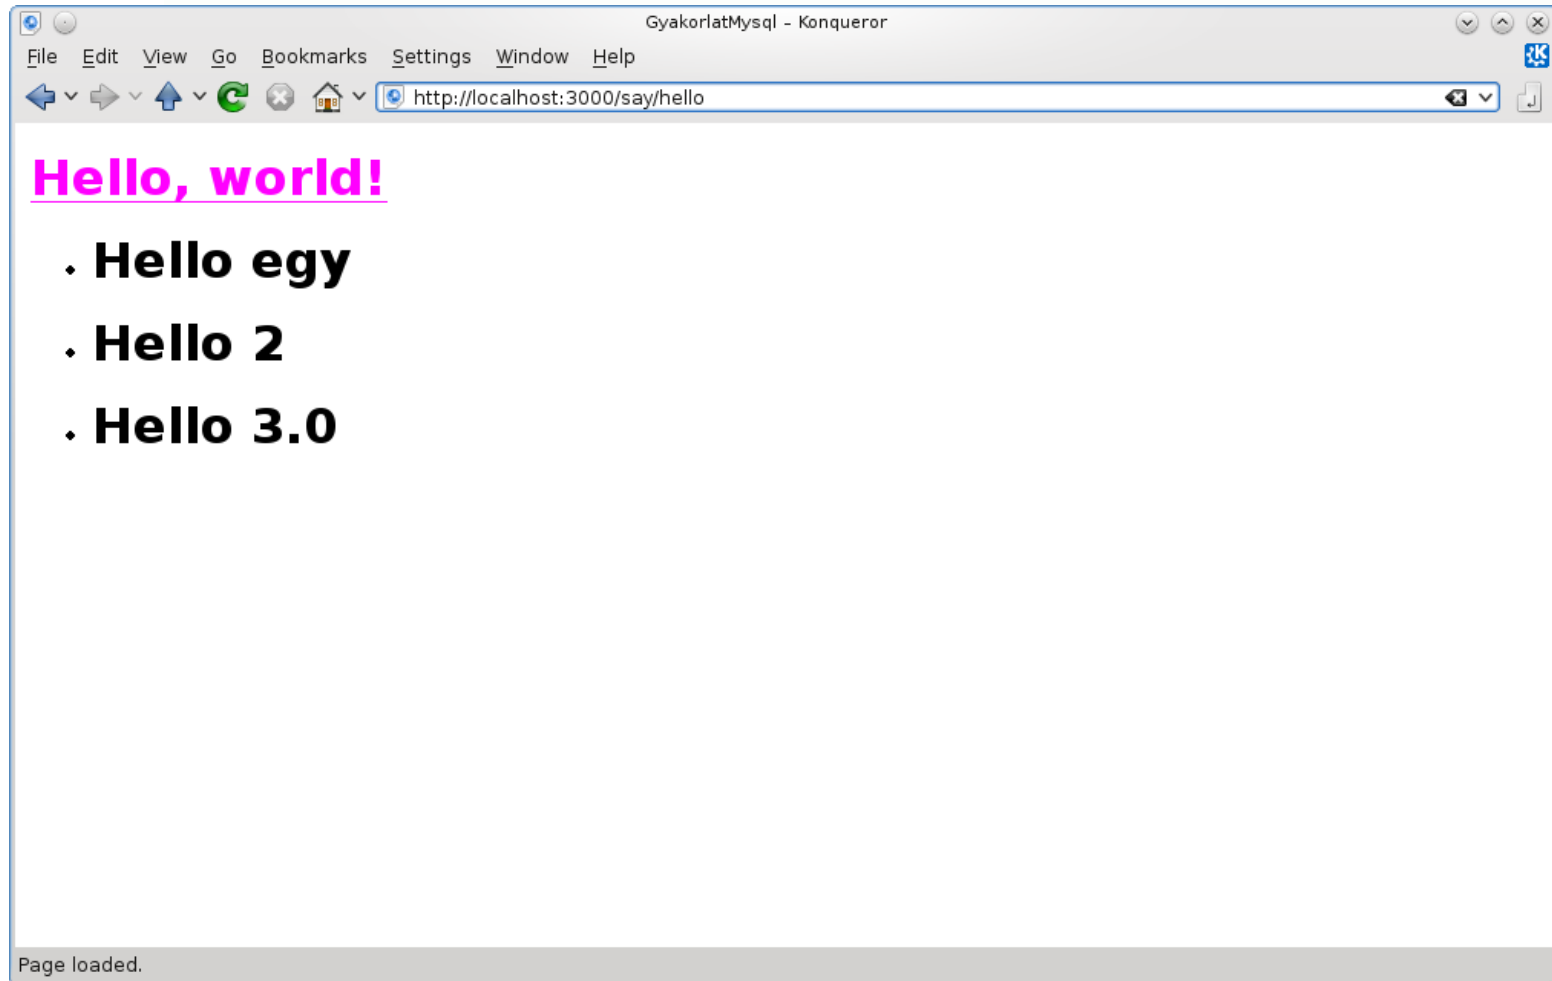 GyakorlatMysql – Konqueror
File Edit View Go Bookmarks Settings Window Help
http://localhost:3000/say/hello
Hello, world!
• Hello egy
• Hello 2
• Hello 3.0
Page loaded.